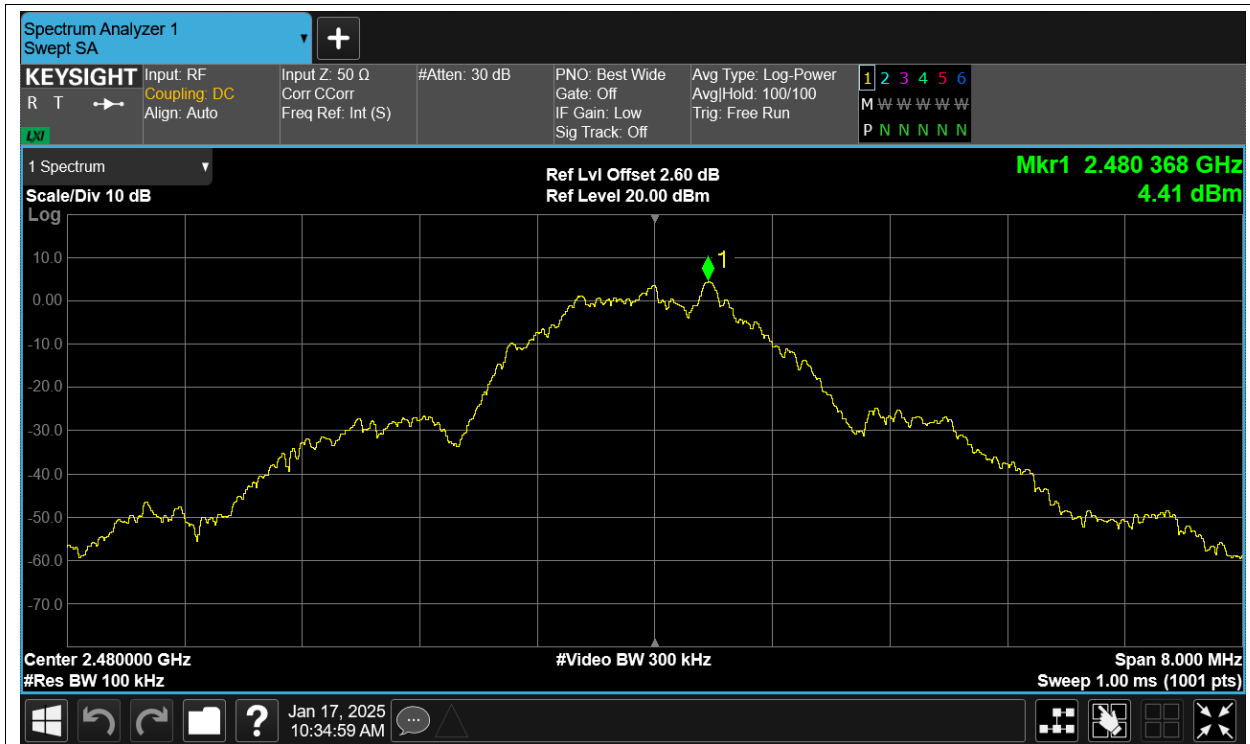 Spectrum Analyzer 1
Swept SA
KEYSIGHT
R T
LXI
Input: RF
Coupling: DC
Align: Auto
Input Z: 50 Ω
Corr CCorr
Freq Ref: Int (S)
#Atten: 30 dB
PNO: Best Wide
Gate: Off
IF Gain: Low
Sig Track: Off
Avg Type: Log-Power
Avg|Hold: 100/100
Trig: Free Run
1 2 3 4 5 6
M W W W W W
P N N N N N
1 Spectrum
Scale/Div 10 dB
Ref Lvl Offset 2.60 dB
Ref Level 20.00 dBm
Mkr1 2.480 368 GHz
4.41 dBm
Log
1
10.0
0.00
-10.0
-20.0
-30.0
-40.0
-50.0
-60.0
-70.0
Center 2.480000 GHz
#Video BW 300 kHz
Span 8.000 MHz
#Res BW 100 kHz
Sweep 1.00 ms (1001 pts)
?
Jan 17, 2025
10:34:59 AM